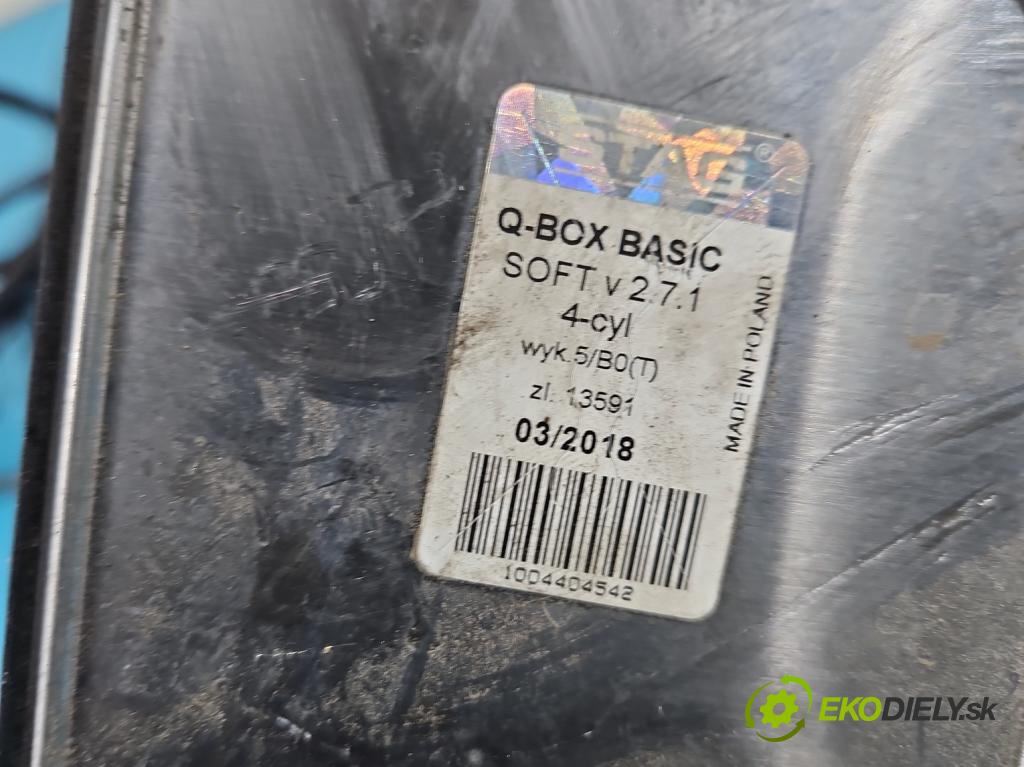 STAG®
Q-BOX BASIC
SOFT v 2.7.1
4-cyl
wyk.5/B0(T)
zl. 13591
03/2018
1004404542
MADE IN POLAND
EKODIELY.sk